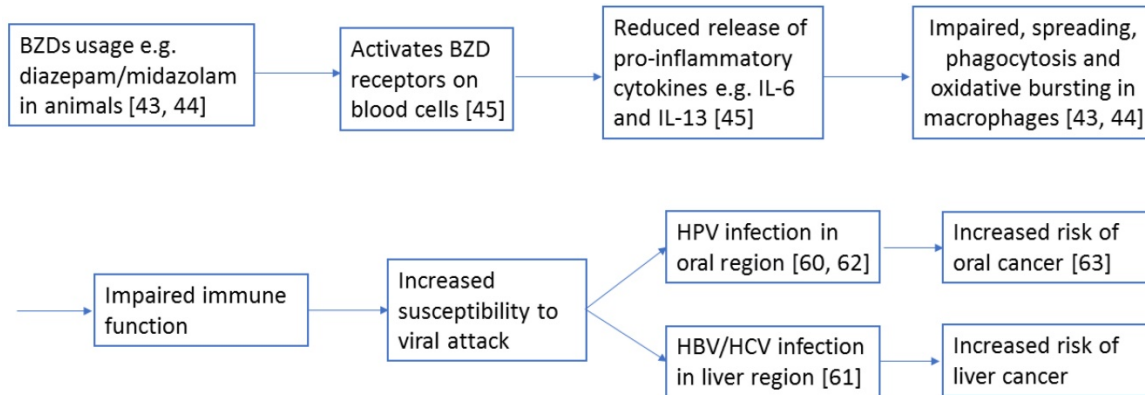 BZDs usage e.g.
diazepam/midazolam
in animals [43, 44]
Activates BZD
receptors on
blood cells [45]
Reduced release of
pro-inflammatory
cytokines e.g. IL-6
and IL-13 [45]
Impaired, spreading,
phagocytosis and
oxidative bursting in
macrophages [43, 44]
Impaired immune
function
Increased
susceptibility to
viral attack
HPV infection in
oral region [60, 62]
Increased risk of
oral cancer [63]
HBV/HCV infection
in liver region [61]
Increased risk of
liver cancer